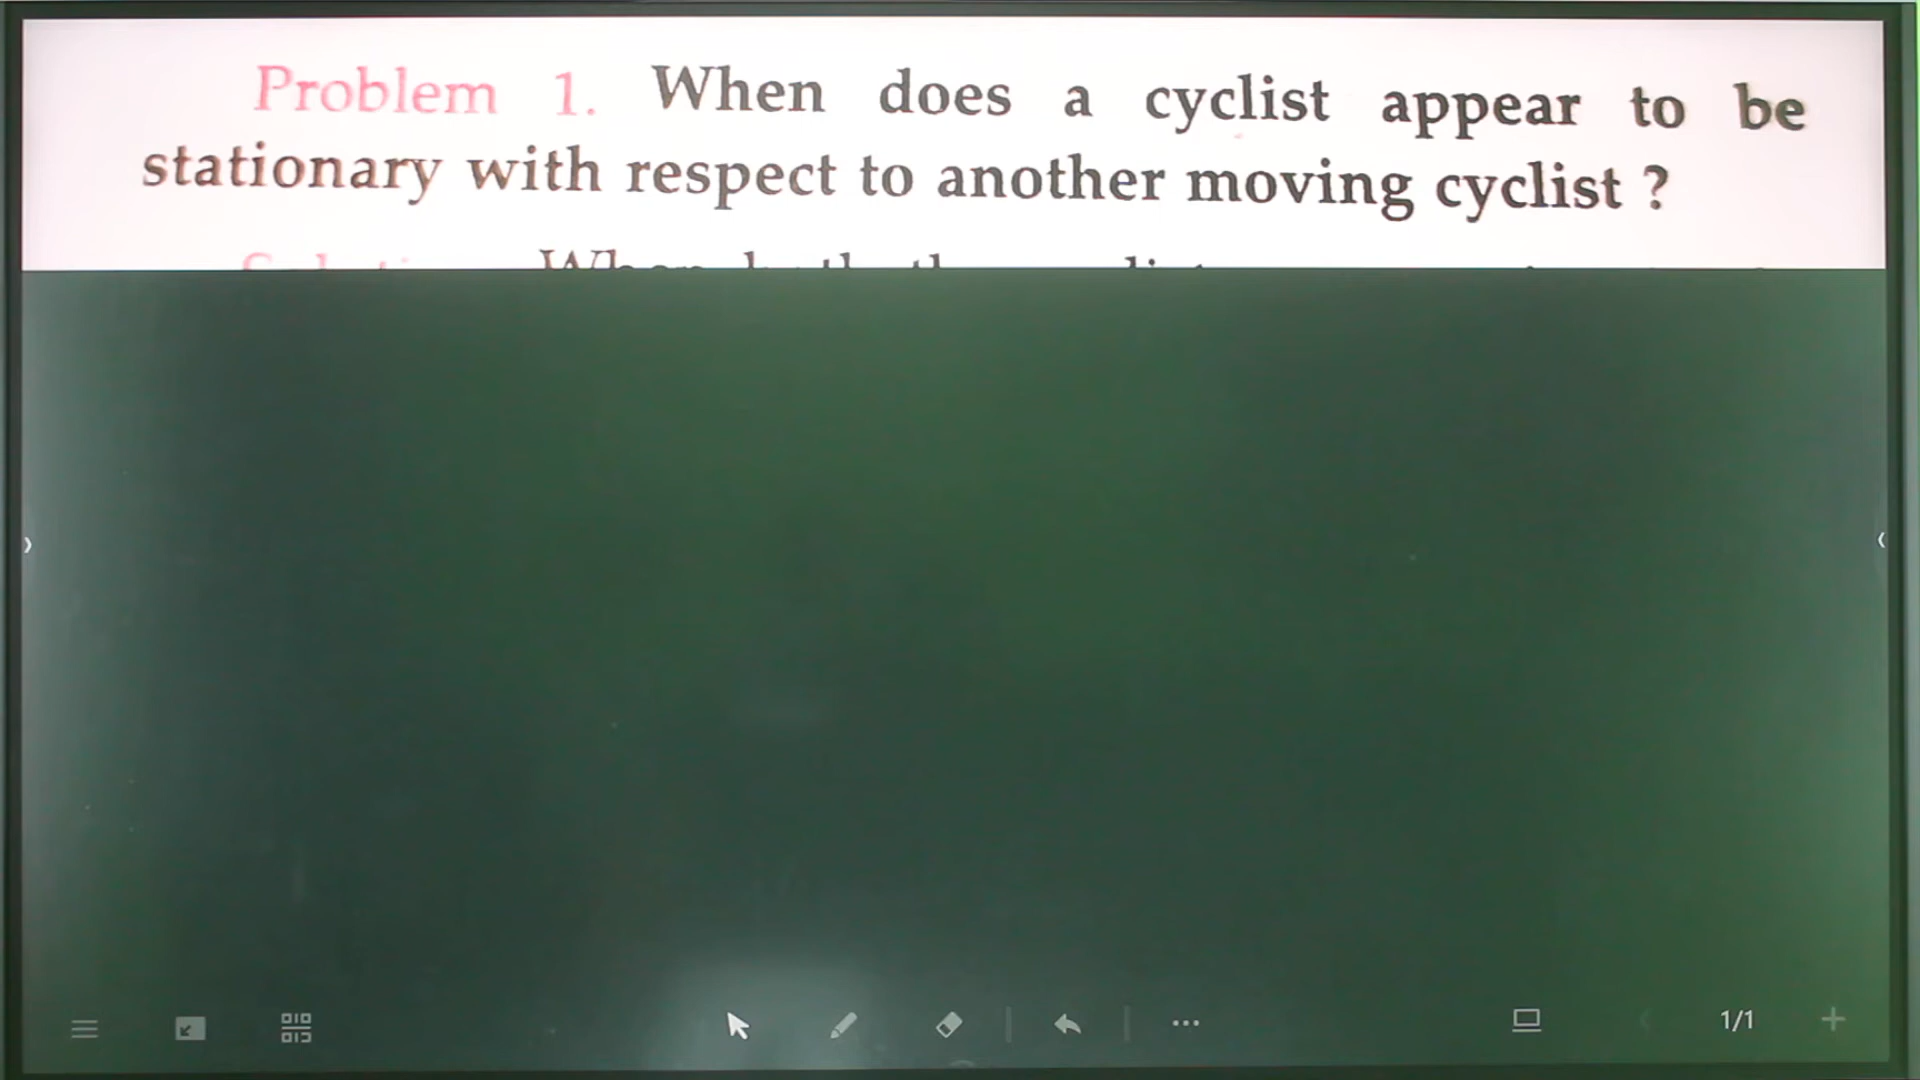 Problem 1. When does a cyclist appear to be
stationary with respect to another moving cyclist ?
1/1